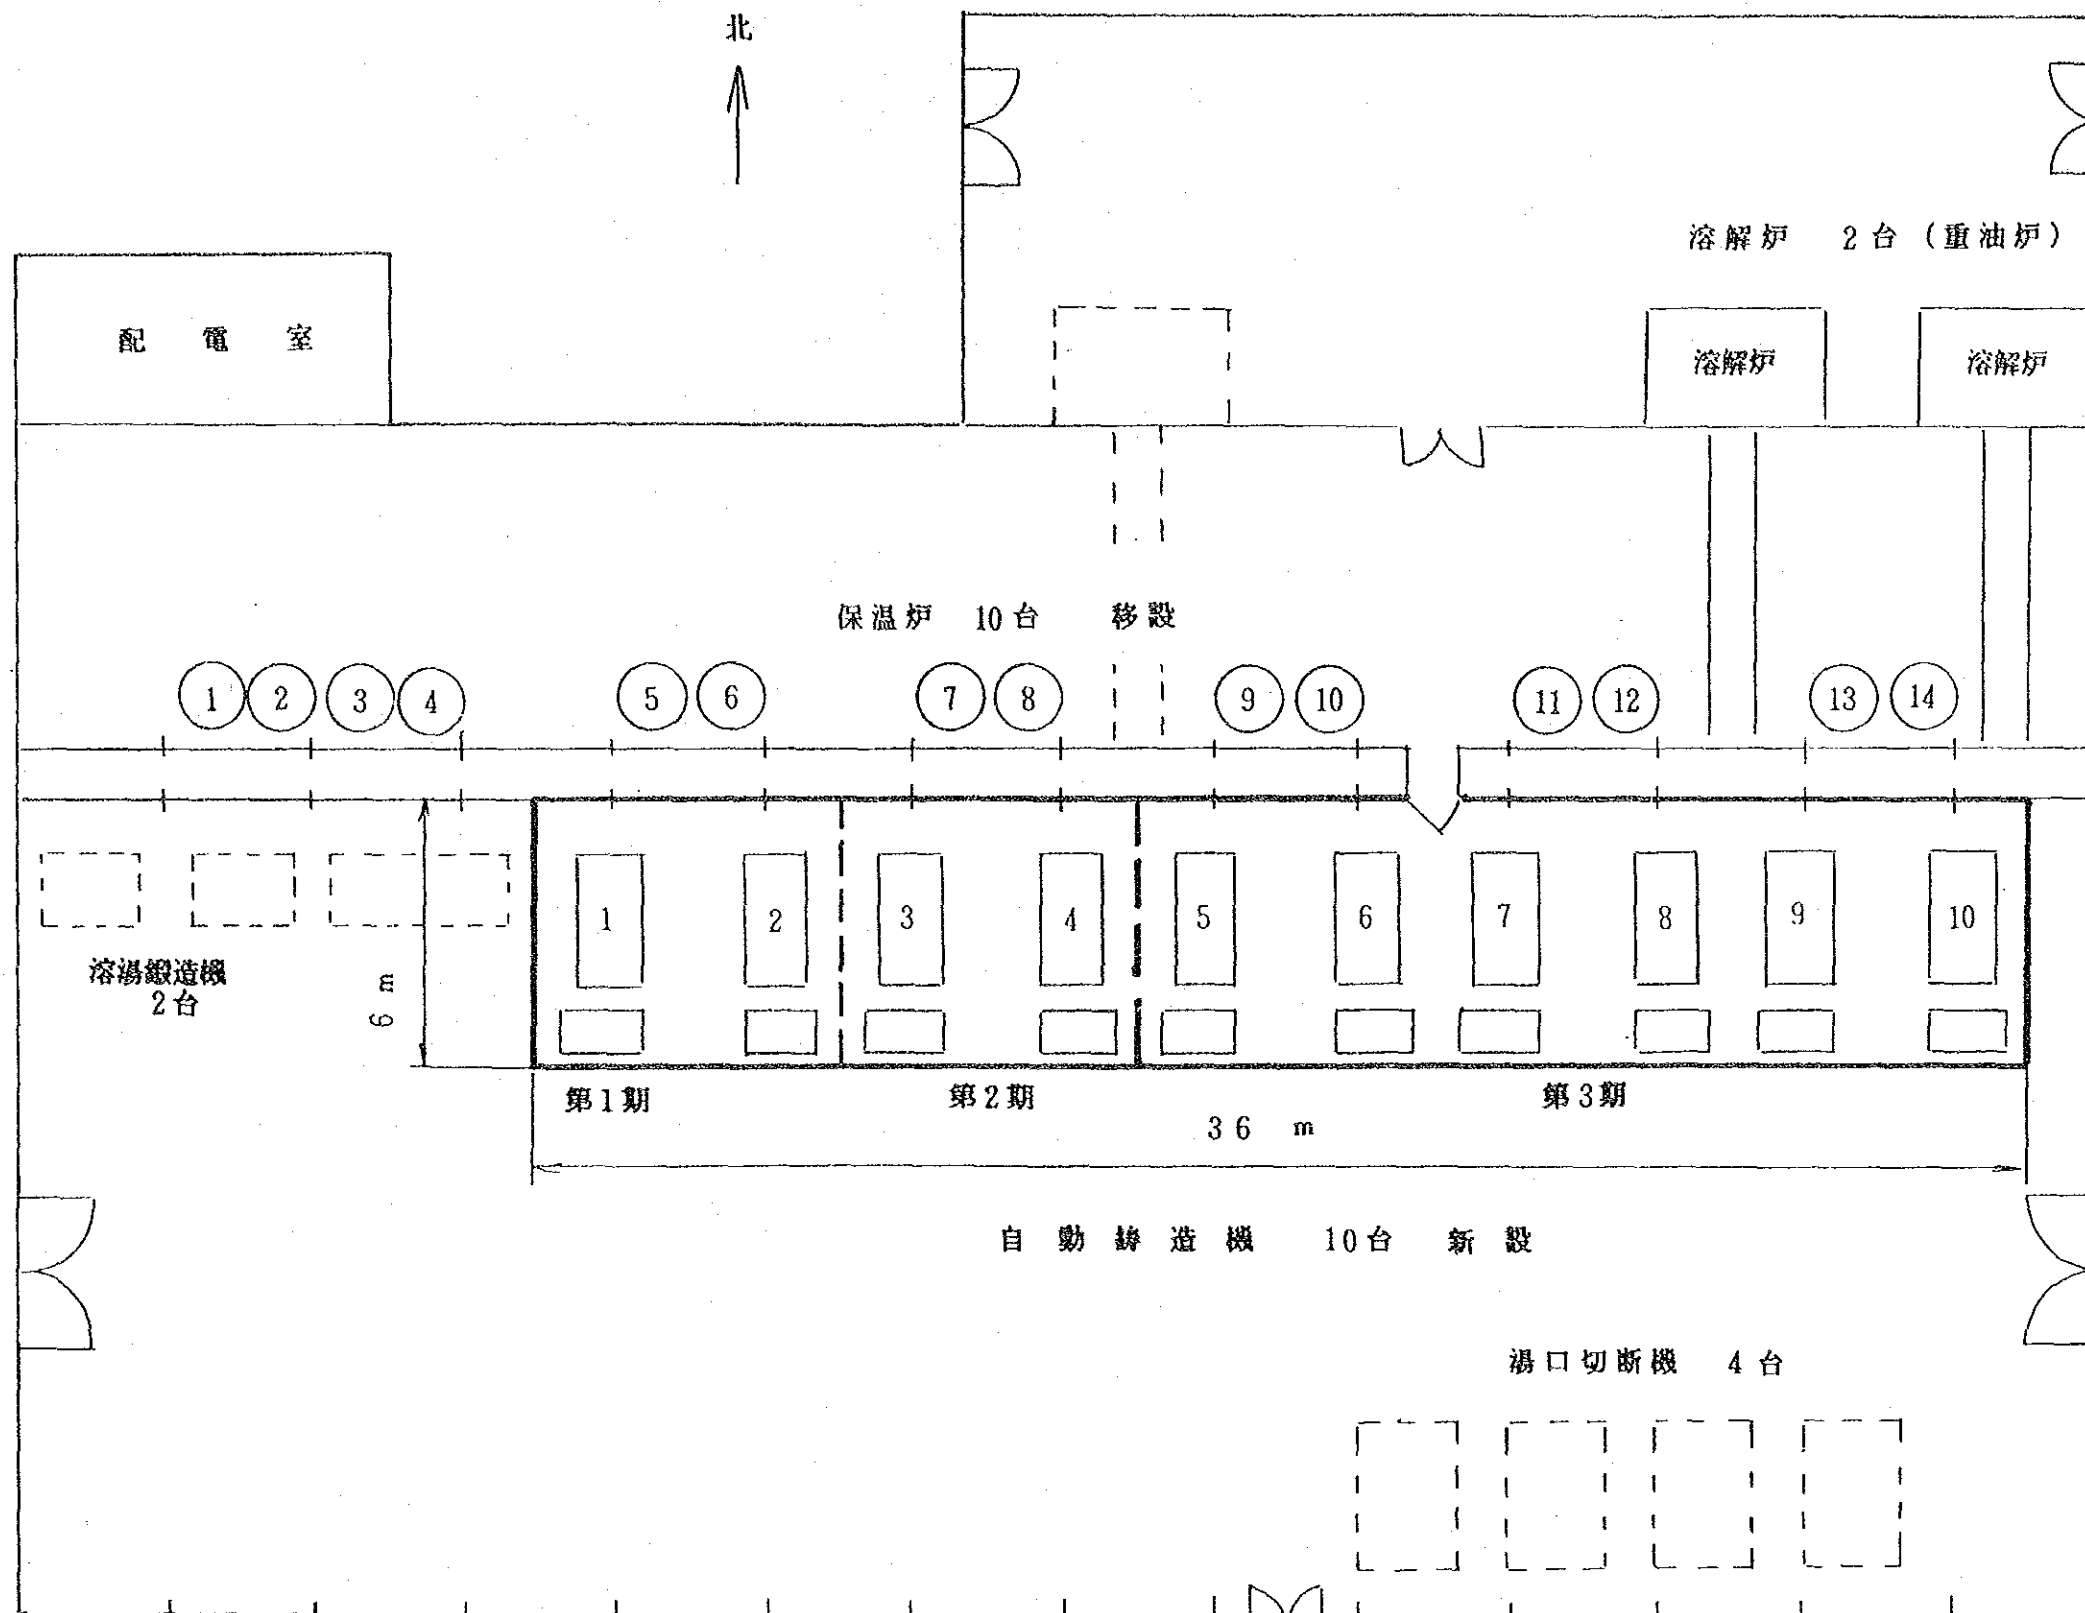 北
溶解炉 2台(重油炉)
配電室
溶解炉 溶解炉
保温炉 10台 移設
1 2 3 4 5 6 7 8 9 10 11 12 13 14
1 2 3 4 5 6 7 8 9 10
溶湯鍛造機
2台
6 m
第1期 第2期 第3期
36 m
自動鋳造機 10台 新設
湯口切断機 4台